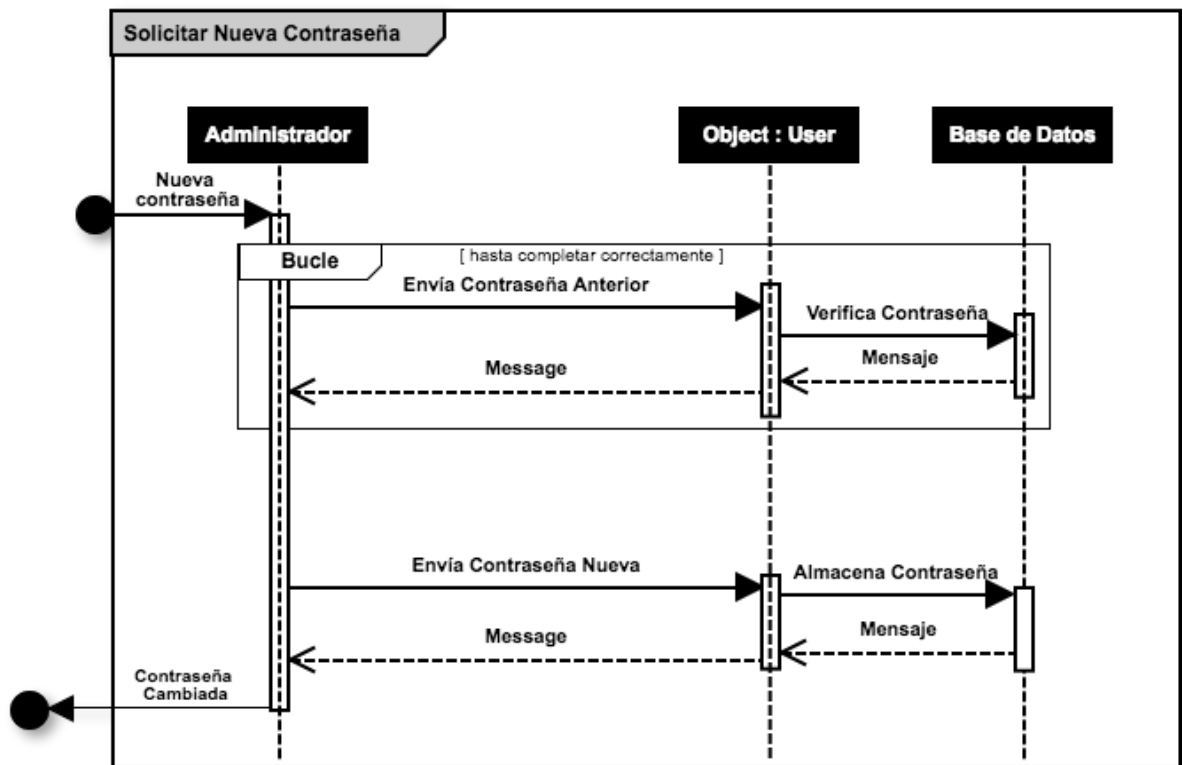 Solicitar Nueva Contraseña
Administrador
Object : User
Base de Datos
Nueva
contraseña
Bucle
[ hasta completar correctamente ]
Envía Contraseña Anterior
Verifica Contraseña
Mensaje
Message
Envía Contraseña Nueva
Almacena Contraseña
Mensaje
Message
Contraseña
Cambiada